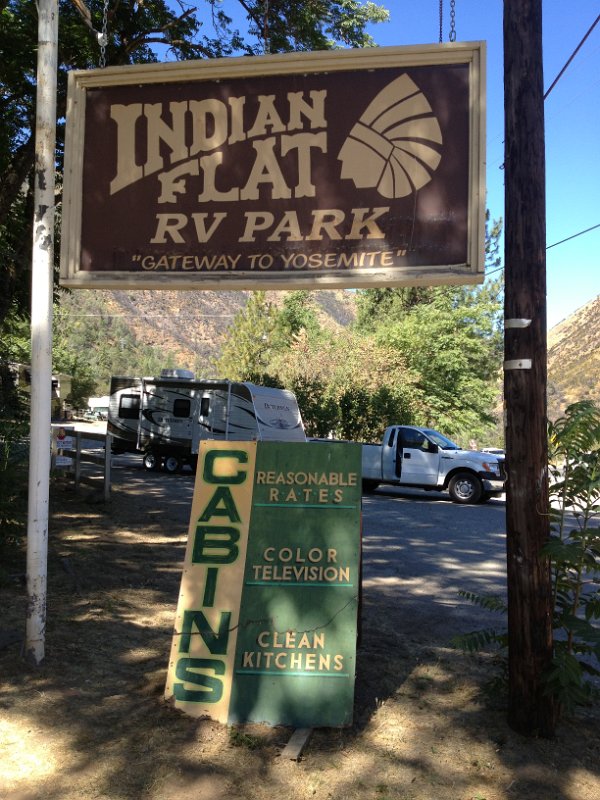 INDIAN
FLAT
RV PARK
"GATEWAY TO YOSEMITE"
CABINS
REASONABLE
RATES
COLOR
TELEVISION
CLEAN
KITCHENS